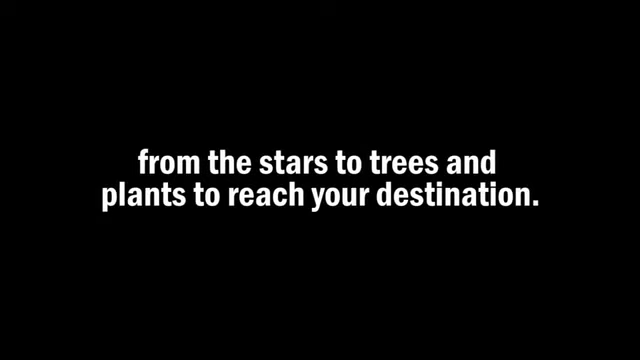 from the stars to trees and
plants to reach your destination.